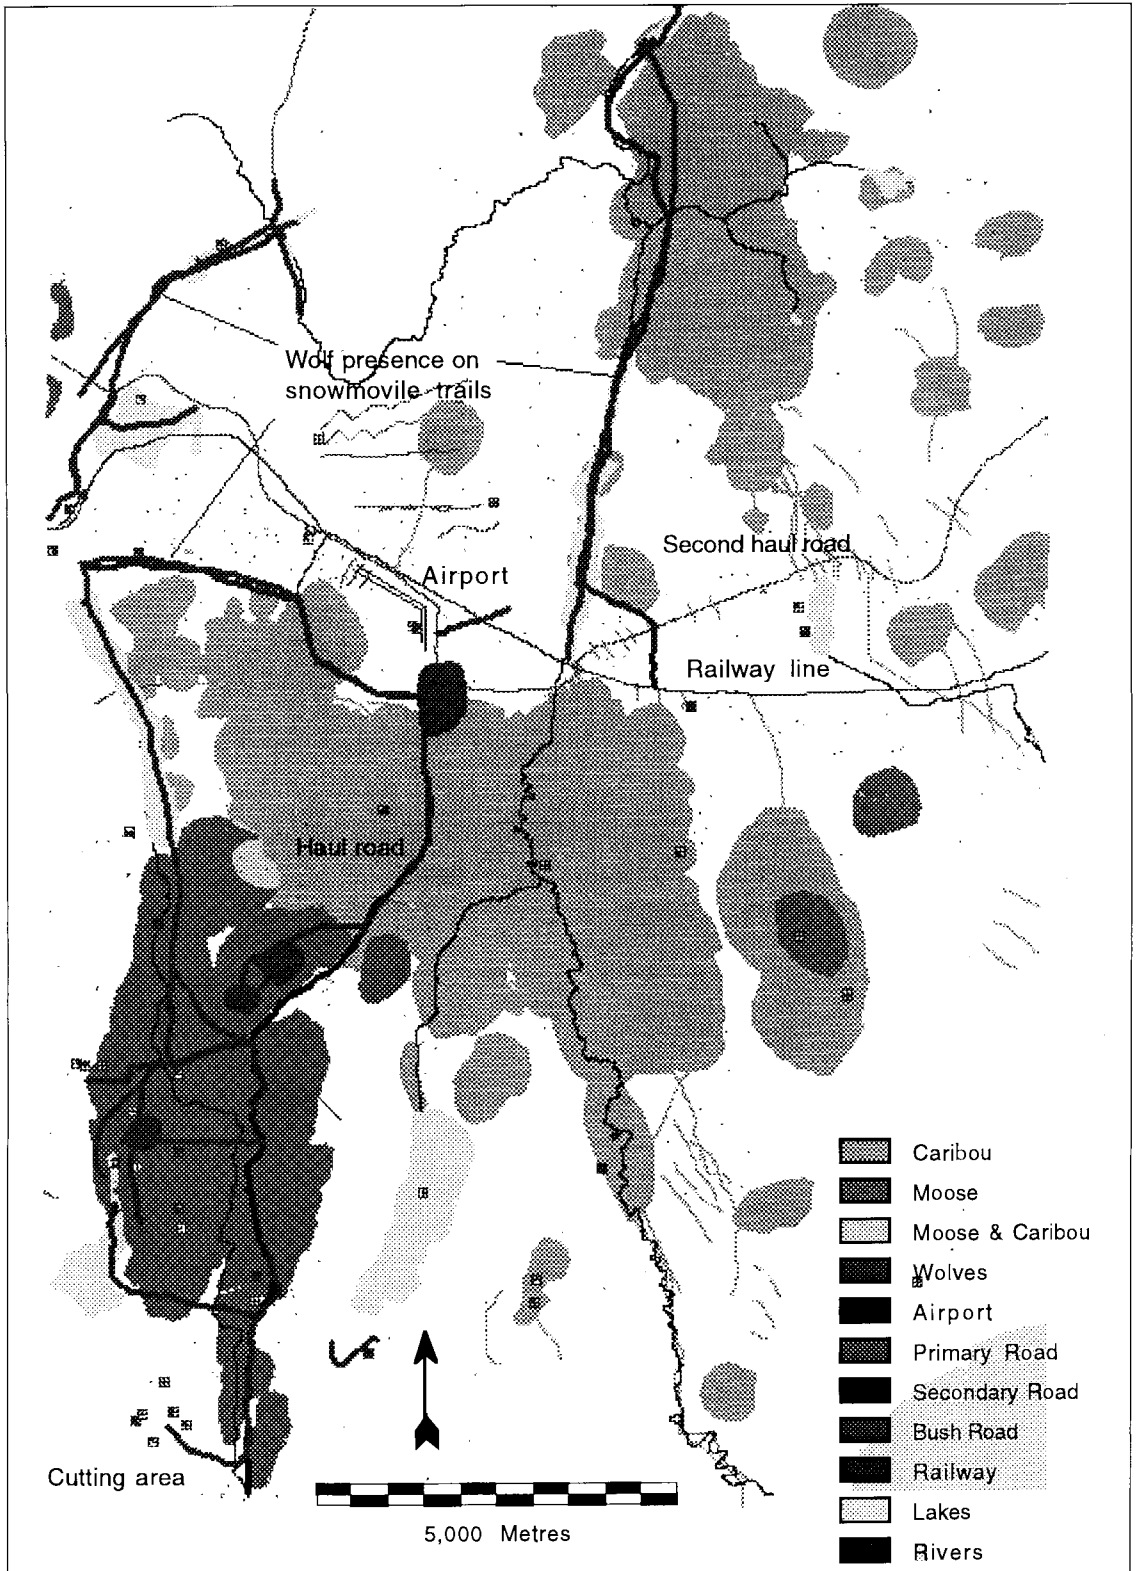 Wolf presence on
snowmovile trails
Second haul road
Airport
Railway line
Haul road
Caribou
Moose
Moose & Caribou
Wolves
Airport
Primary Road
Secondary Road
Bush Road
Railway
Lakes
Rivers
Cutting area
5,000 Metres